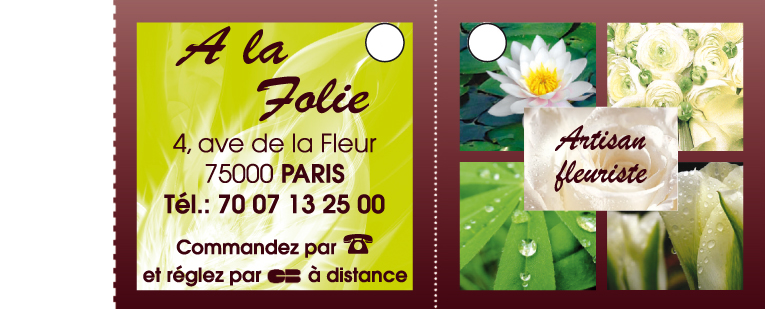 A la
Folie
4, ave de la Fleur
75000 PARIS
Tél.: 70 07 13 25 00
Commandez par
et réglez par à distance
Artisan
fleuriste